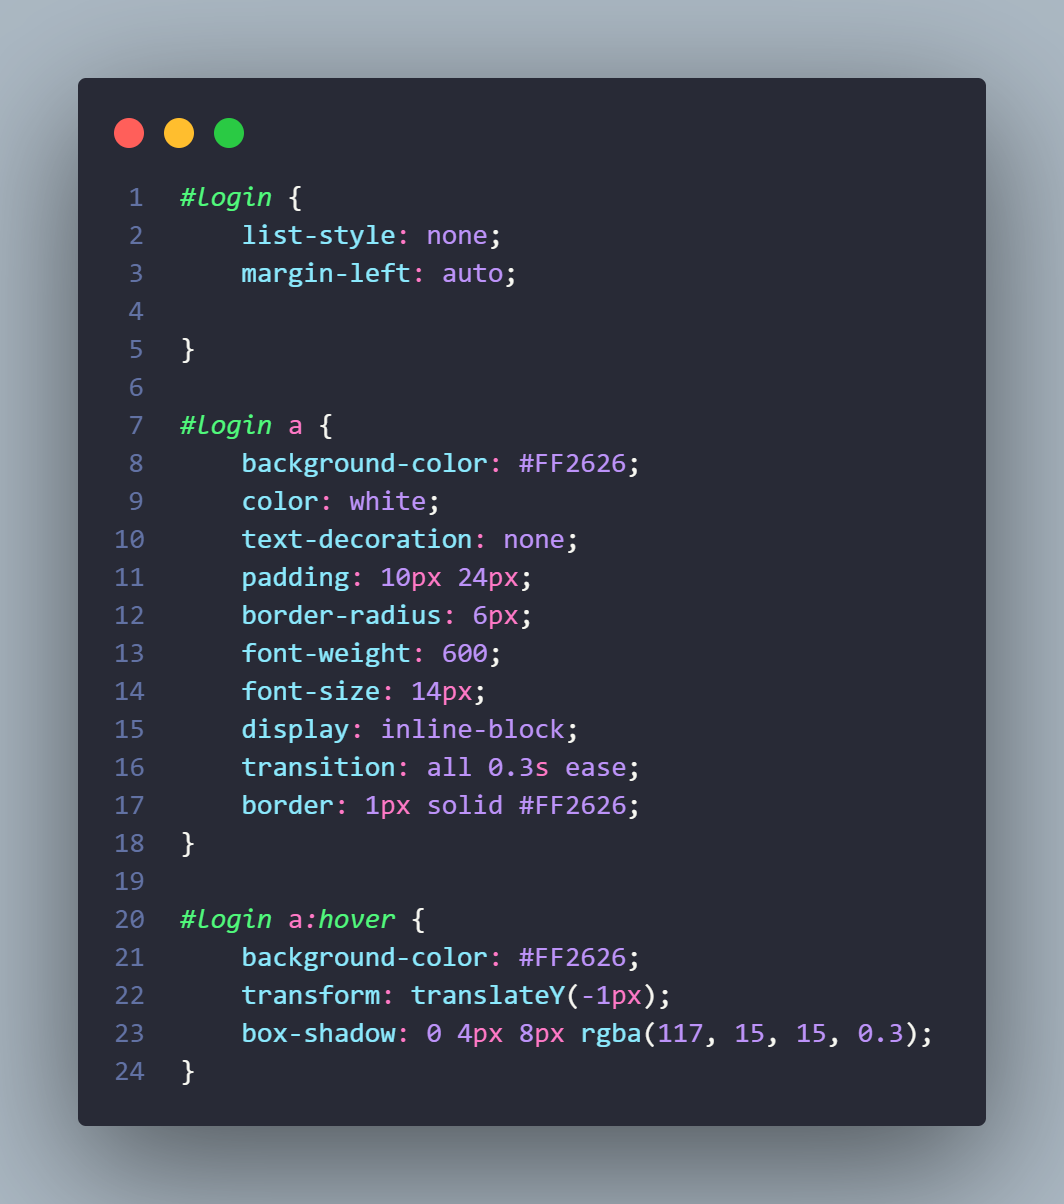 1 #login {
2     list-style: none;
3     margin-left: auto;
4
5 }
6
7 #login a {
8     background-color: #FF2626;
9     color: white;
10     text-decoration: none;
11     padding: 10px 24px;
12     border-radius: 6px;
13     font-weight: 600;
14     font-size: 14px;
15     display: inline-block;
16     transition: all 0.3s ease;
17     border: 1px solid #FF2626;
18 }
19
20 #login a:hover {
21     background-color: #FF2626;
22     transform: translateY(-1px);
23     box-shadow: 0 4px 8px rgba(117, 15, 15, 0.3);
24 }